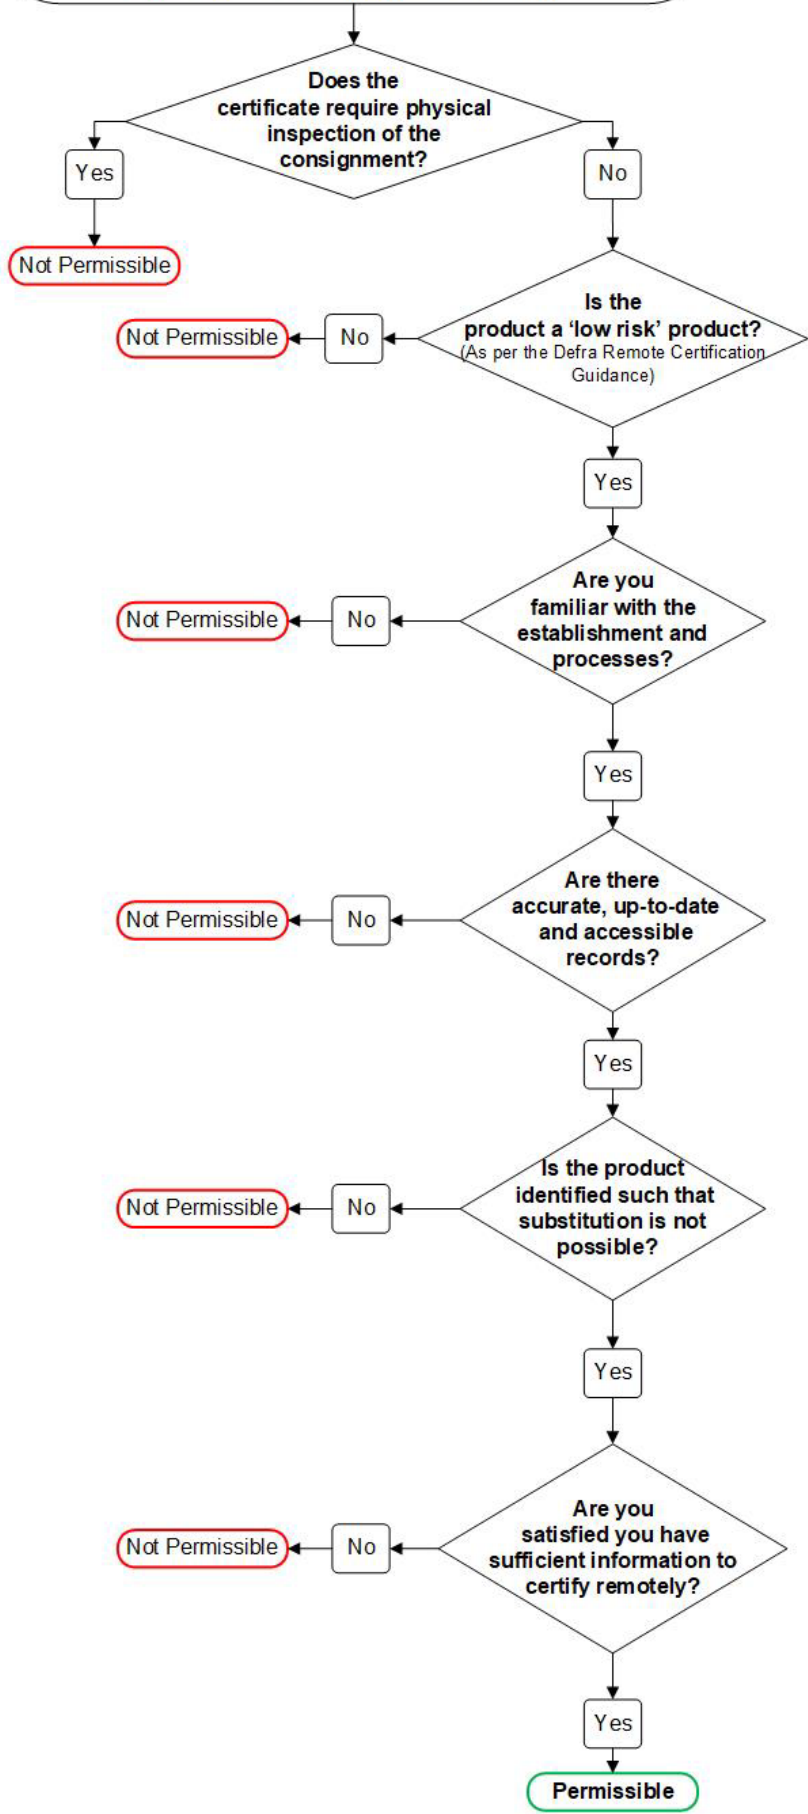 Does the
certificate require physical
inspection of the
consignment?
Yes
No
Not Permissible
Is the
product a ‘low risk’ product?
(As per the Defra Remote Certification
Guidance)
No
Not Permissible
Yes
Are you
familiar with the
establishment and
processes?
No
Not Permissible
Yes
Are there
accurate, up-to-date
and accessible
records?
No
Not Permissible
Yes
Is the product
identified such that
substitution is not
possible?
No
Not Permissible
Yes
Are you
satisfied you have
sufficient information to
certify remotely?
No
Not Permissible
Yes
Permissible